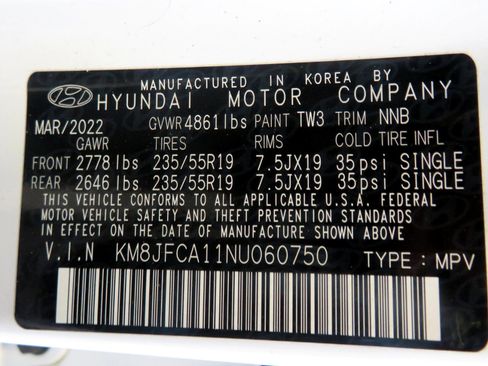 MANUFACTURED IN KOREA BY
HYUNDAI MOTOR COMPANY
MAR/2022 GVWR 4861 lbs PAINT TW3 TRIM NNB
GAWR TIRES RIMS COLD TIRE INFL
FRONT 2778 lbs 235/55R19 7.5JX19 35psi SINGLE
REAR 2646 lbs 235/55R19 7.5JX19 35psi SINGLE
THIS VEHICLE CONFORMS TO ALL APPLICABLE U.S.A. FEDERAL
MOTOR VEHICLE SAFETY AND THEFT PREVENTION STANDARDS
IN EFFECT ON THE DATE OF MANUFACTURE SHOWN ABOVE.
V.I.N KM8JFCA11NU060750 TYPE : MPV